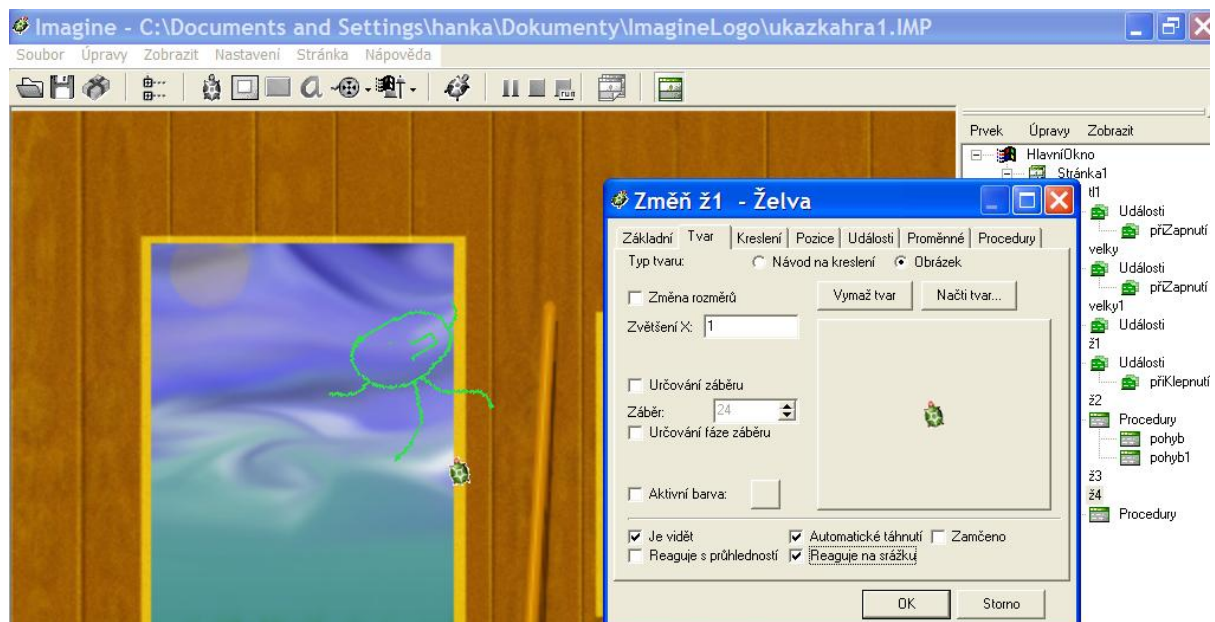 Imagine - C:\Documents and Settings\hanka\Dokumenty\ImagineLogo\ukazkahra1.IMP
Soubor Úpravy Zobrazit Nastavení Stránka Nápověda
run
Prvek Úpravy Zobrazit
HlavníOkno
Stránka1
tl1
Události
přiZapnutí
velky
Události
přiZapnutí
velky1
Události
ž1
Události
přiKlepnutí
ž2
Procedury
pohyb
pohyb1
ž3
ž4
Procedury
Změň ž1 - Želva
Základní Tvar Kreslení Pozice Události Proměnné Procedury
Typ tvaru: Návod na kreslení Obrázek
Změna rozměrů Vymaž tvar Načti tvar...
Zvětšení X: 1
Určování záběru
Záběr: 24
Určování fáze záběru
Aktivní barva:
Je vidět Automatické táhnutí Zamčeno
Reaguje s průhledností Reaguje na srážku
OK Storno